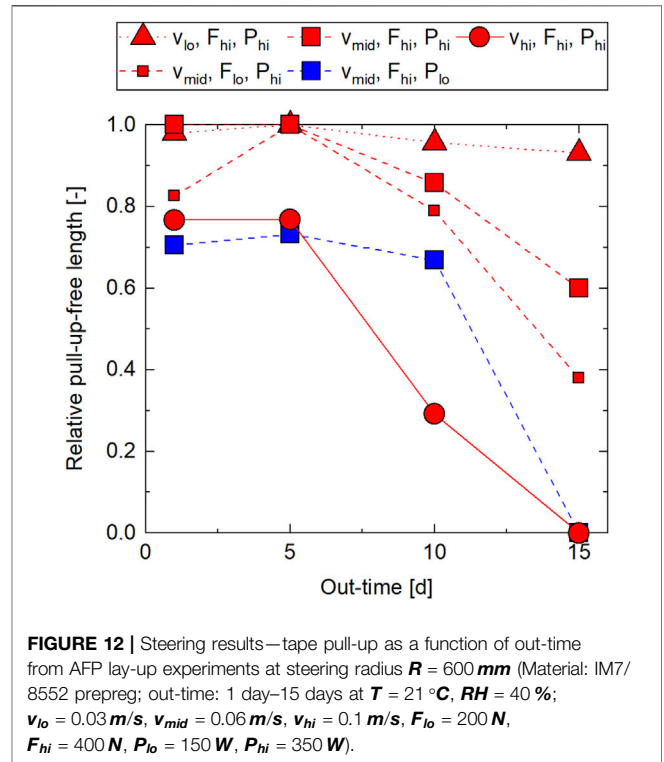 v_lo, F_hi, P_hi v_mid, F_hi, P_hi v_hi, F_hi, P_hi
v_mid, F_lo, P_hi v_mid, F_hi, P_lo
1.0
0.8
0.6
0.4
0.2
0.0
Relative pull-up-free length [-]
0 5 10 15
Out-time [d]
FIGURE 12 | Steering results—tape pull-up as a function of out-time
from AFP lay-up experiments at steering radius R = 600 mm (Material: IM7/
8552 prepreg; out-time: 1 day–15 days at T = 21 °C, RH = 40 %;
v_lo = 0.03 m/s, v_mid = 0.06 m/s, v_hi = 0.1 m/s, F_lo = 200 N,
F_hi = 400 N, P_lo = 150 W, P_hi = 350 W).